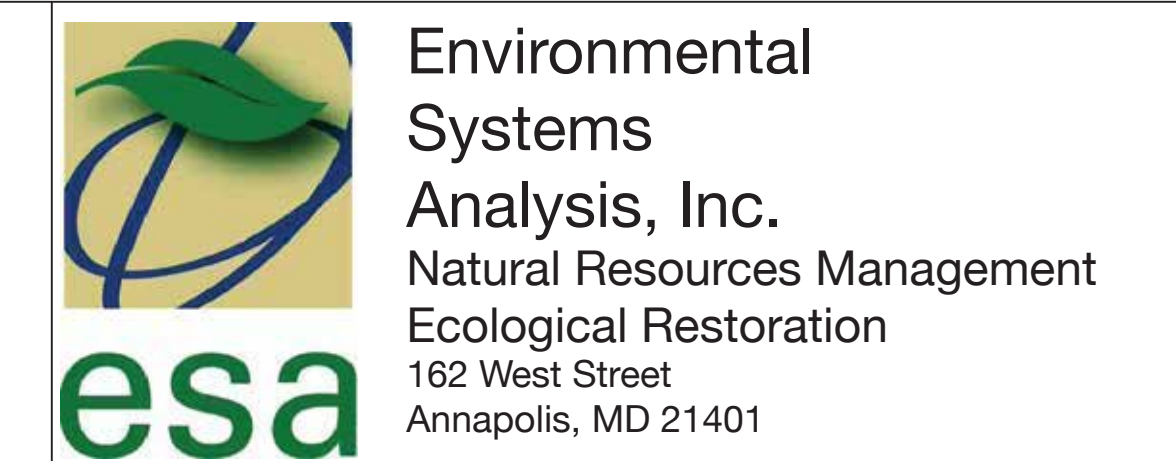 esa
Environmental
Systems
Analysis, Inc.
Natural Resources Management
Ecological Restoration
162 West Street
Annapolis, MD 21401